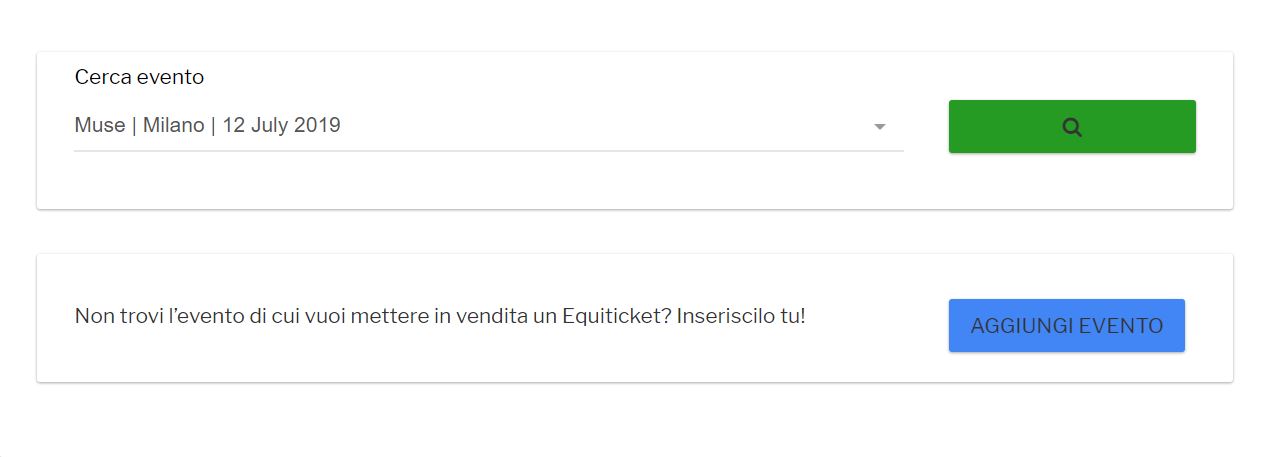 Cerca evento
Muse | Milano | 12 July 2019
Non trovi l’evento di cui vuoi mettere in vendita un Equiticket? Inseriscilo tu!
AGGIUNGI EVENTO